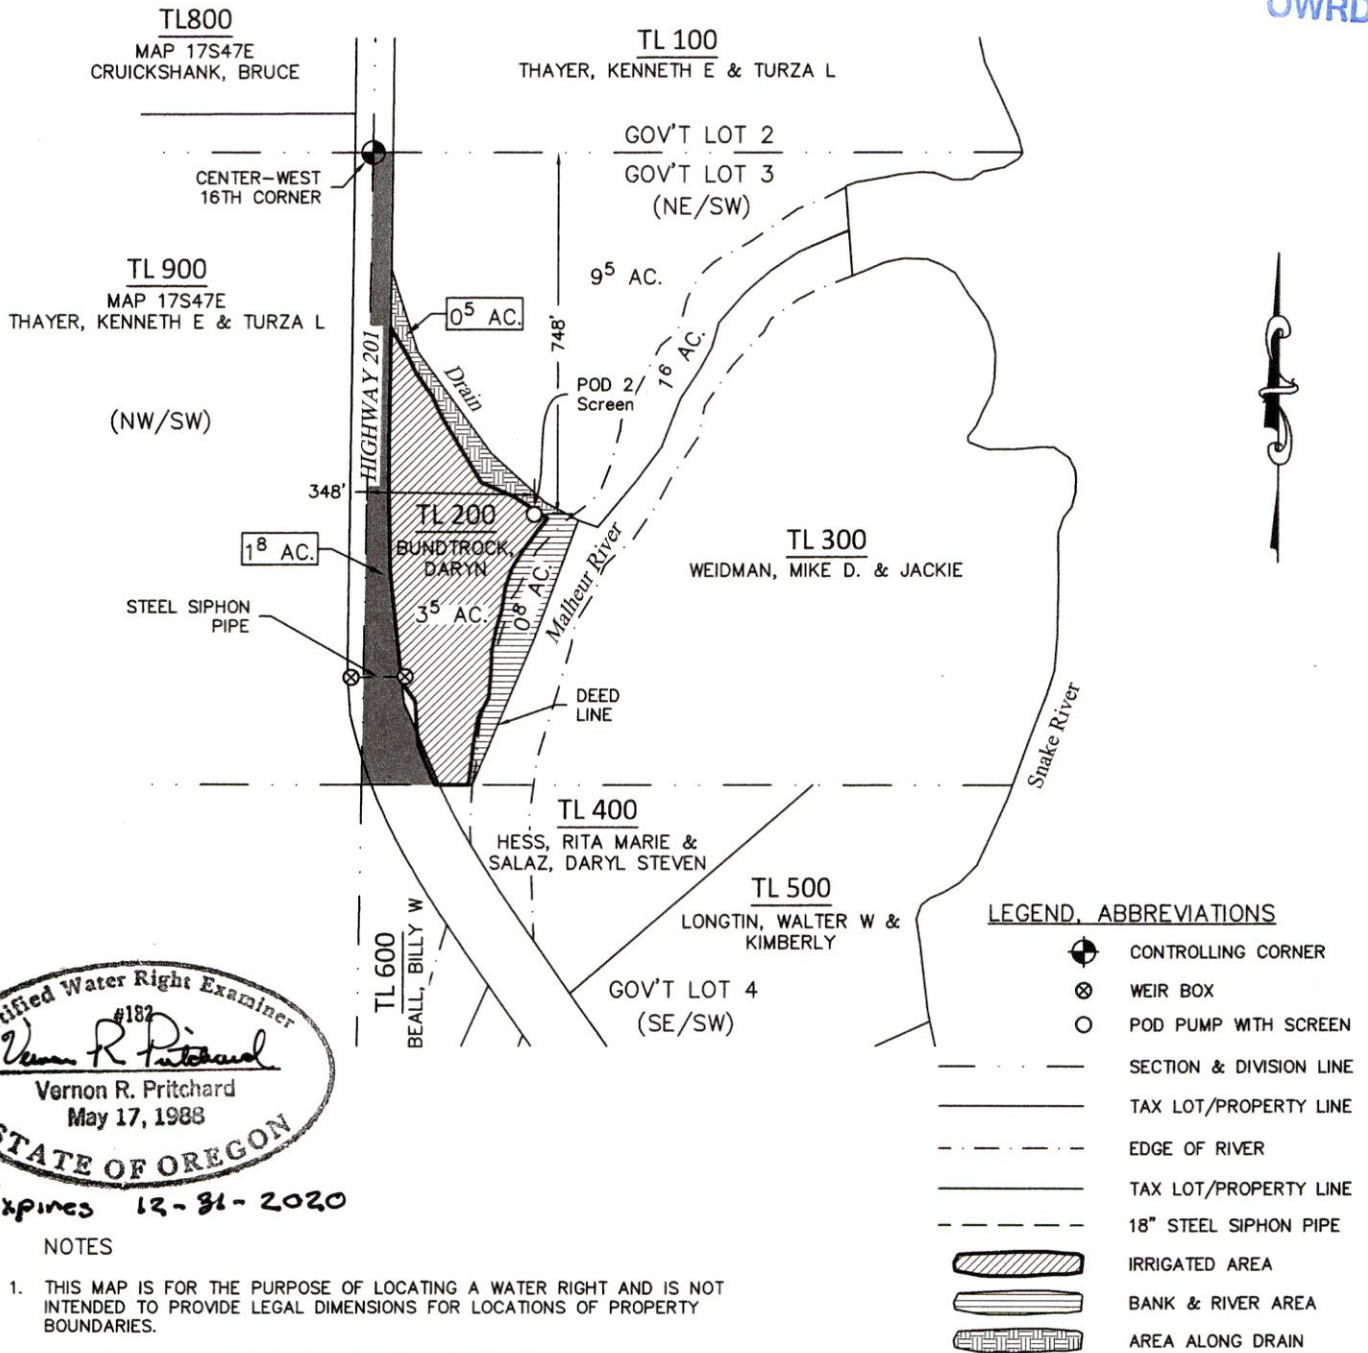 OWRD
TL800
MAP 17S47E
CRUICKSHANK, BRUCE
TL 100
THAYER, KENNETH E & TURZA L
GOV'T LOT 2
GOV'T LOT 3
(NE/SW)
CENTER-WEST
16TH CORNER
TL 900
MAP 17S47E
THAYER, KENNETH E & TURZA L
(NW/SW)
HIGHWAY 201
9⁵ AC.
0⁵ AC.
748'
1⁶ AC.
Drain
POD 2
Screen
348'
TL 200
BUNDTROCK,
DARYN
3⁵ AC.
1⁸ AC.
0⁸ AC.
Malheur River
TL 300
WEIDMAN, MIKE D. & JACKIE
STEEL SIPHON
PIPE
DEED
LINE
Snake River
TL 400
HESS, RITA MARIE &
SALAZ, DARYL STEVEN
TL 500
LONGTIN, WALTER W &
KIMBERLY
TL 600
BEALL, BILLY W
GOV'T LOT 4
(SE/SW)
LEGEND, ABBREVIATIONS
CONTROLLING CORNER
WEIR BOX
POD PUMP WITH SCREEN
SECTION & DIVISION LINE
TAX LOT/PROPERTY LINE
EDGE OF RIVER
TAX LOT/PROPERTY LINE
18" STEEL SIPHON PIPE
IRRIGATED AREA
BANK & RIVER AREA
AREA ALONG DRAIN
tified Water Right Examiner
#182
Vernon R Pritchard
Vernon R. Pritchard
May 17, 1988
STATE OF OREGON
xpires 12-31-2020
NOTES
1. THIS MAP IS FOR THE PURPOSE OF LOCATING A WATER RIGHT AND IS NOT
INTENDED TO PROVIDE LEGAL DIMENSIONS FOR LOCATIONS OF PROPERTY
BOUNDARIES.